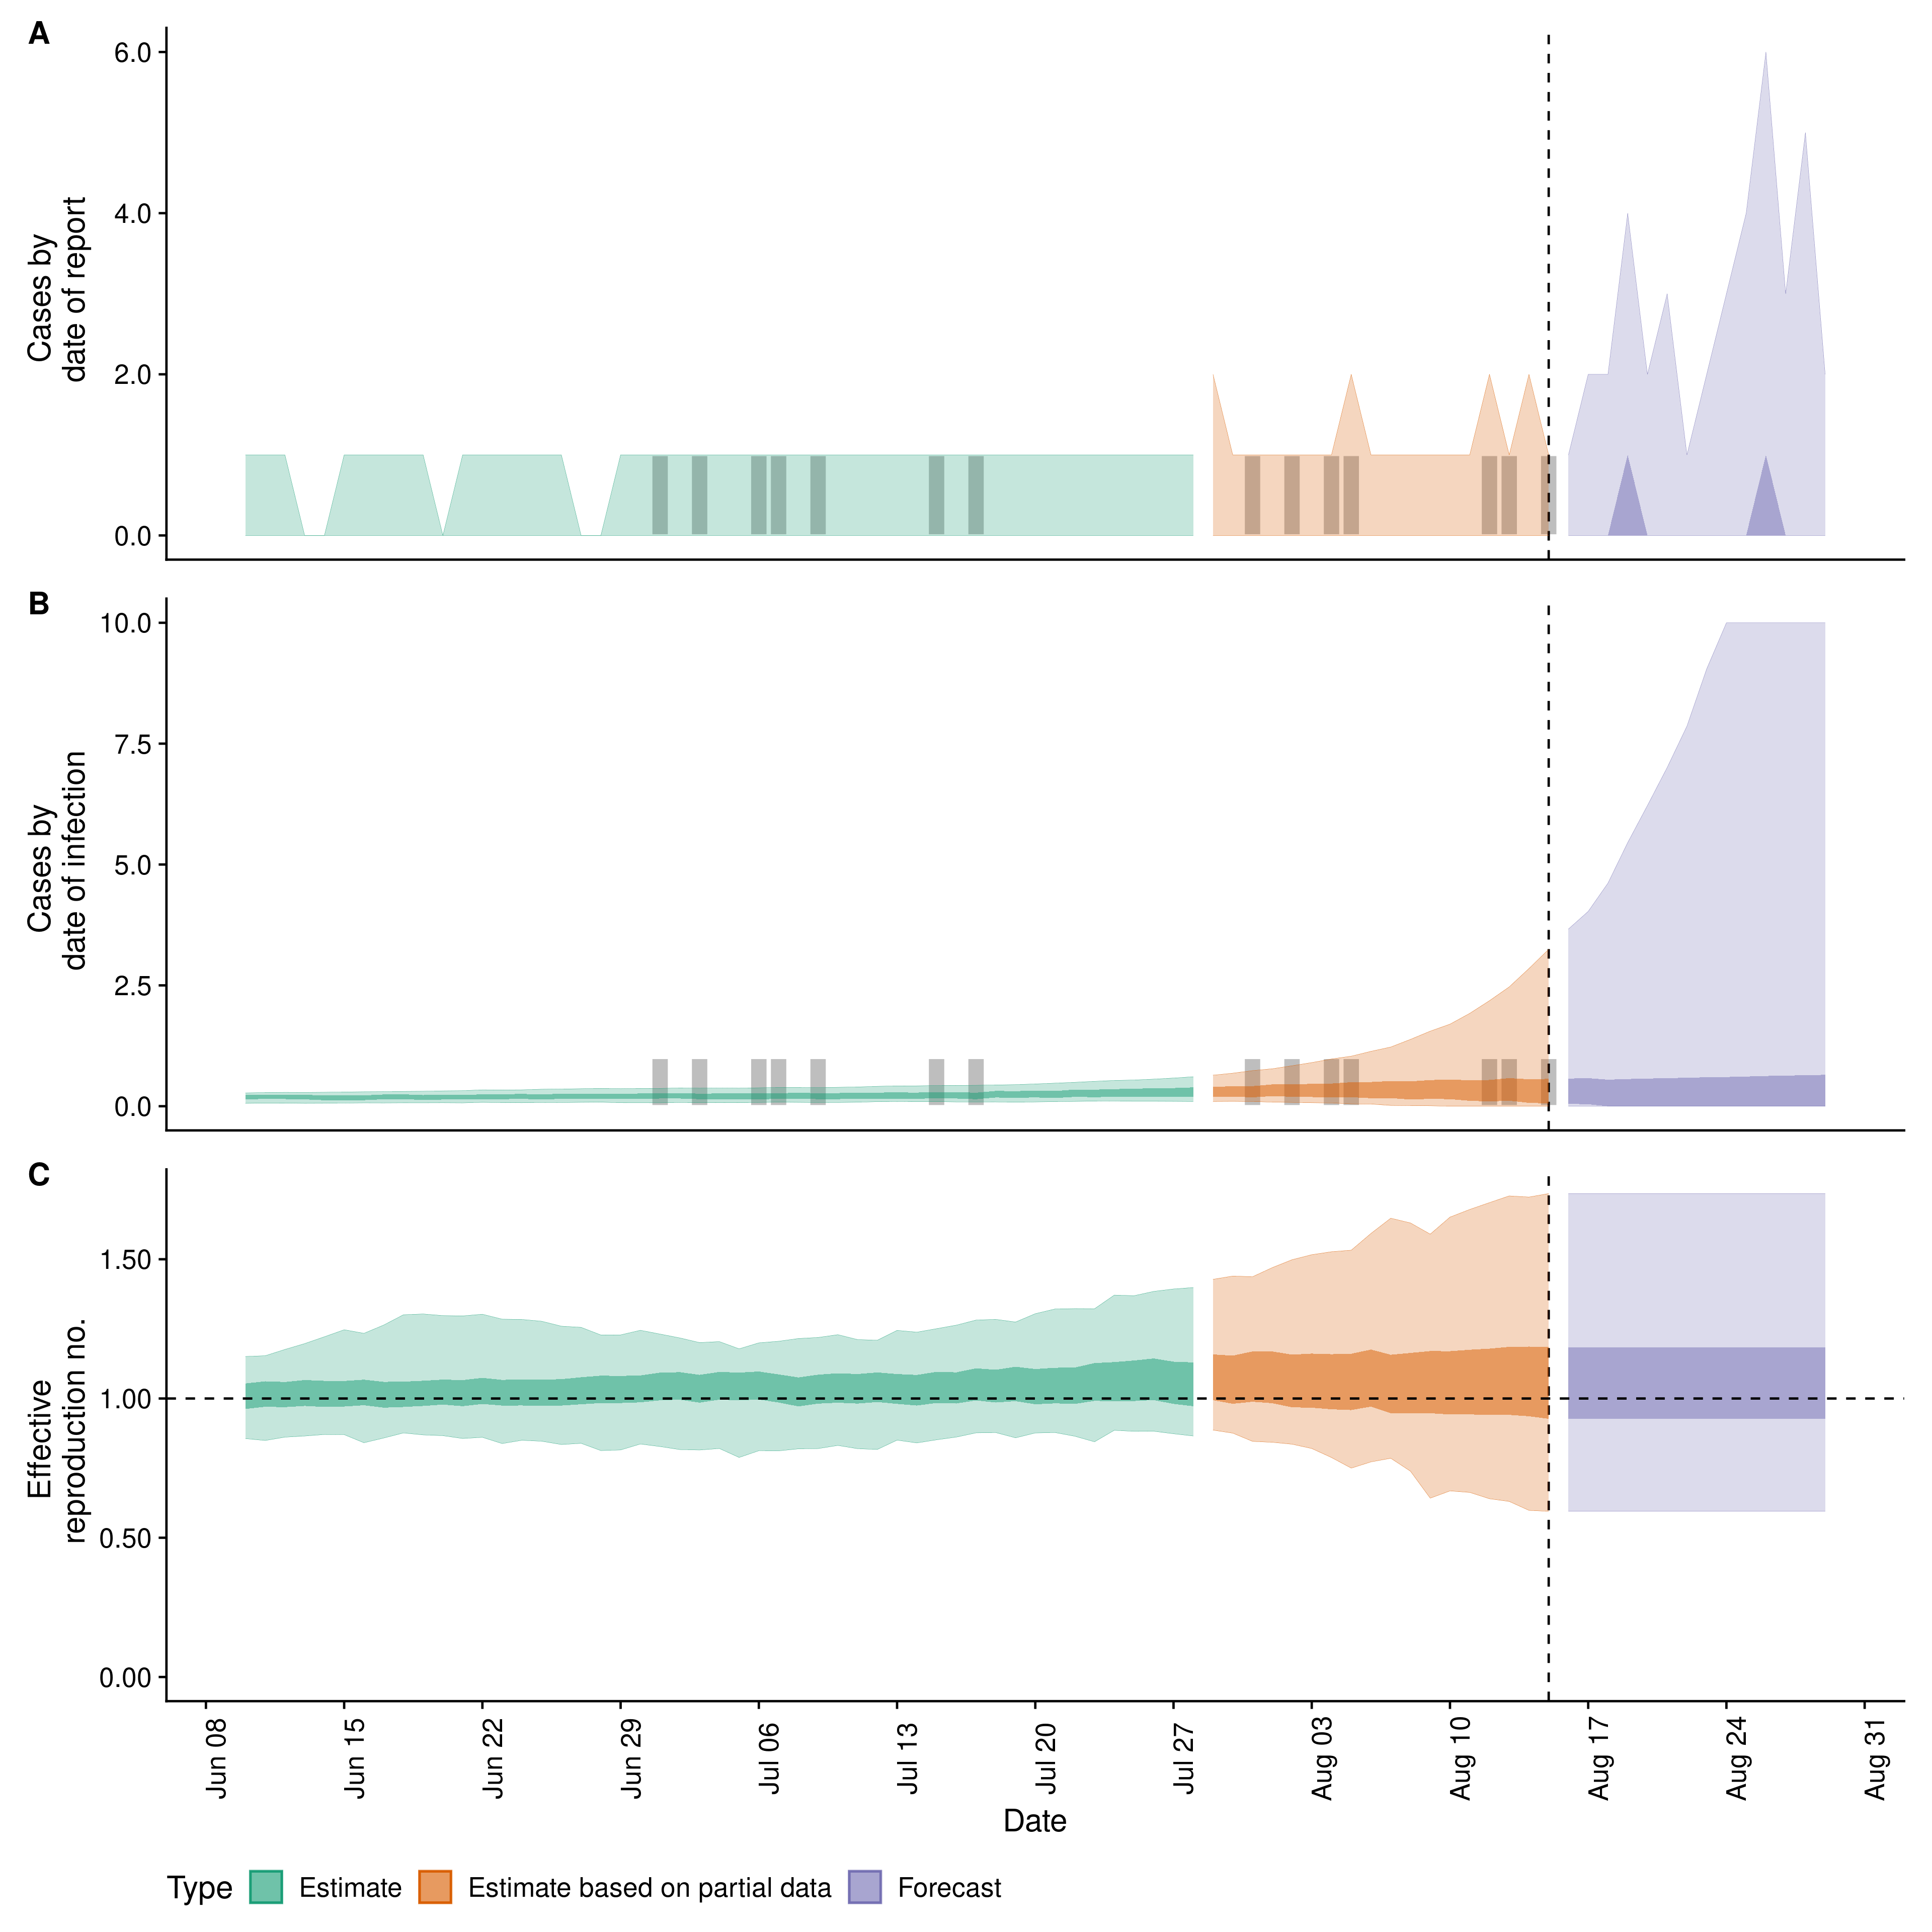 A
6.0
4.0
2.0
0.0
Cases by
date of report
B
10.0
7.5
5.0
2.5
0.0
Cases by
date of infection
C
1.50
1.00
0.50
0.00
Effective
reproduction no.
Jun 08
Jun 15
Jun 22
Jun 29
Jul 06
Jul 13
Jul 20
Jul 27
Aug 03
Aug 10
Aug 17
Aug 24
Aug 31
Date
Type Estimate Estimate based on partial data Forecast